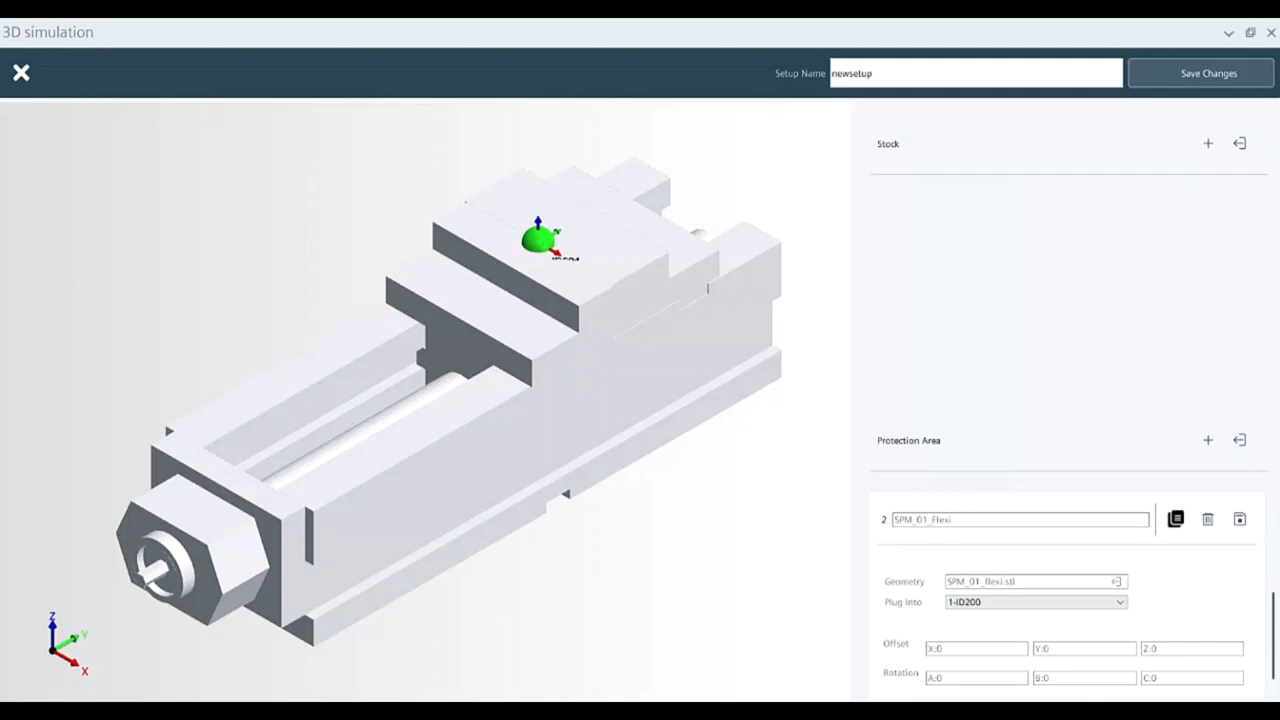 3D simulation
Setup Name newsetup Save Changes
Stock
Protection Area
2 SPM_01_Flexi
Geometry SPM_01_flexi.stl
Plug Into 1-iD200
Offset X:0 Y:0 Z:0
Rotation A:0 B:0 C:0
Z
Y
X